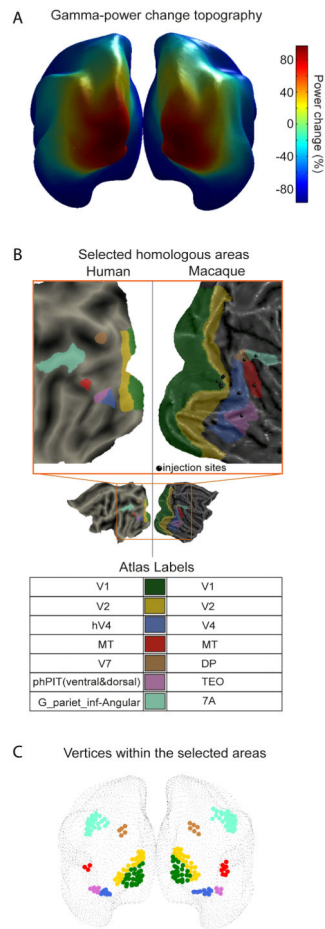 A
Gamma-power change topography
80
40
0
-40
-80
Power change (%)
B
Selected homologous areas
Human Macaque
injection sites
Atlas Labels
V1 V1
V2 V2
hV4 V4
MT MT
V7 DP
phPIT(ventral&dorsal) TEO
G_pariet_inf-Angular 7A
C
Vertices within the selected areas